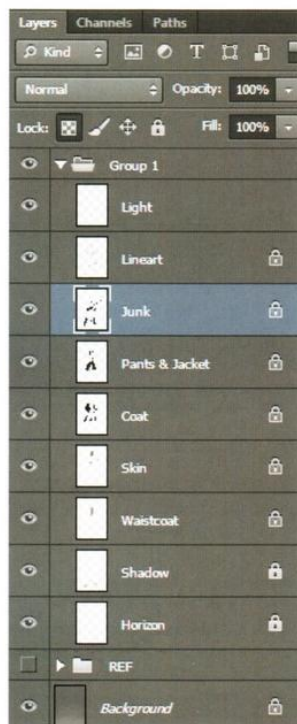 Layers Channels Paths
Kind
Normal Opacity: 100%
Lock: Fill: 100%
Group 1
Light
Lineart
Junk
Pants & Jacket
Coat
Skin
Waistcoat
Shadow
Horizon
REF
Background